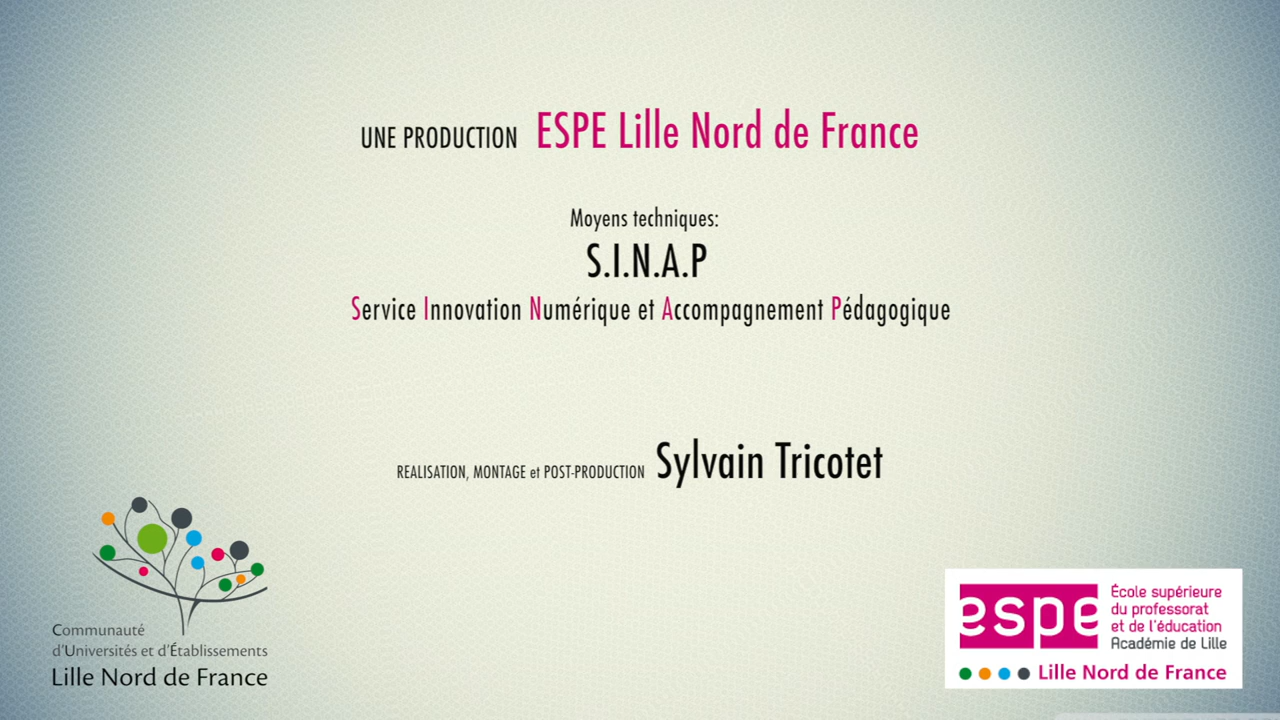 UNE PRODUCTION ESPE Lille Nord de France
Moyens techniques:
S.I.N.A.P
Service Innovation Numérique et Accompagnement Pédagogique
REALISATION, MONTAGE et POST-PRODUCTION Sylvain Tricotet
Communauté
d'Universités et d'Établissements
Lille Nord de France
espe
École supérieure
du professorat
et de l'éducation
Académie de Lille
Lille Nord de France